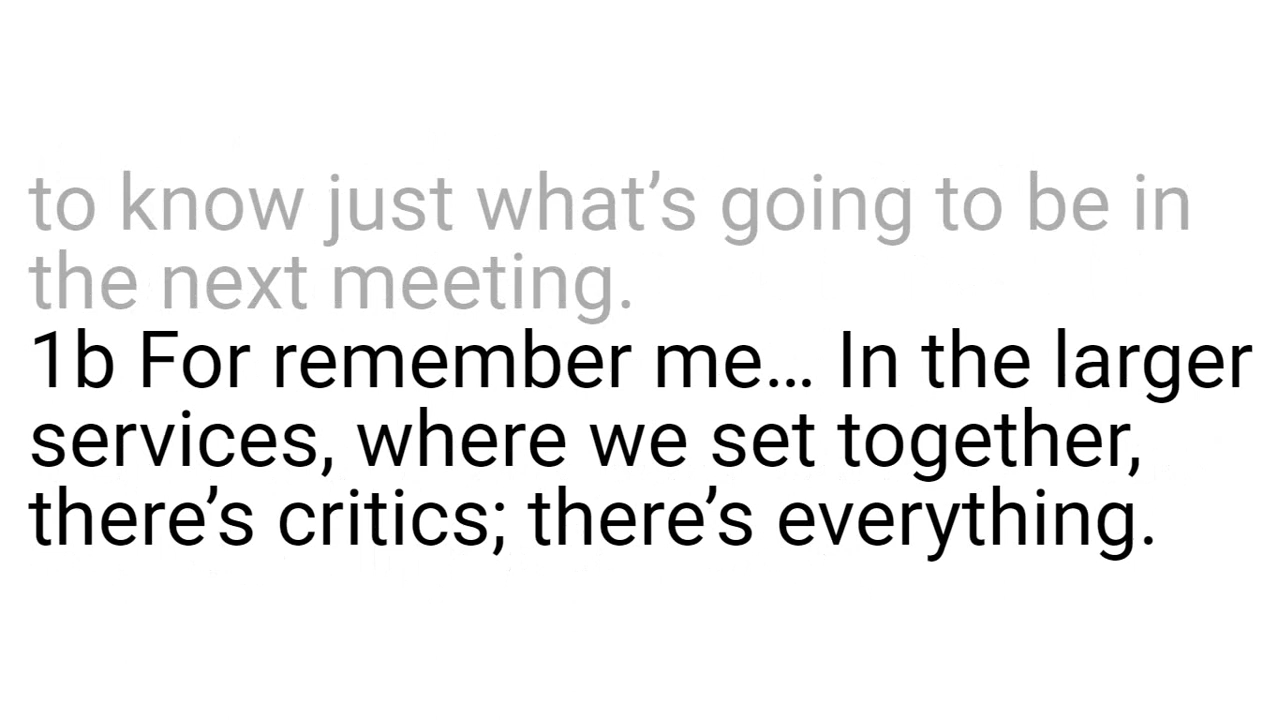 to know just what’s going to be in
the next meeting.
1b For remember me… In the larger
services, where we set together,
there’s critics; there’s everything.